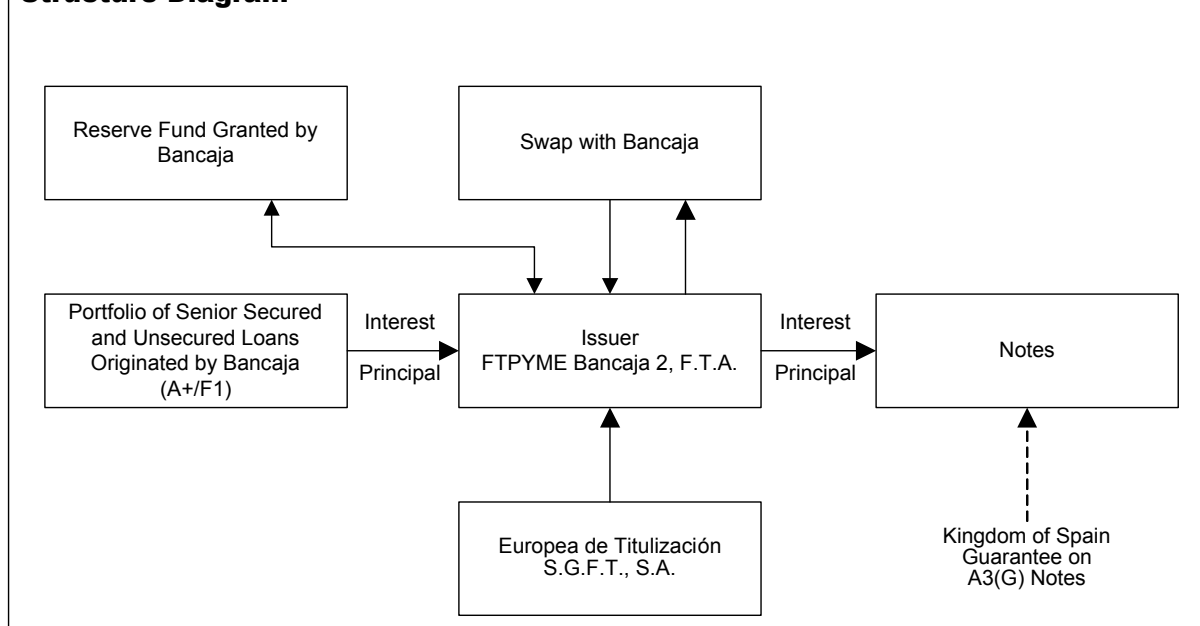 Structure Diagram
Reserve Fund Granted by
Bancaja
Swap with Bancaja
Portfolio of Senior Secured
and Unsecured Loans
Originated by Bancaja
(A+/F1)
Interest
Principal
Issuer
FTPYME Bancaja 2, F.T.A.
Interest
Principal
Notes
Europea de Titulización
S.G.F.T., S.A.
Kingdom of Spain
Guarantee on
A3(G) Notes